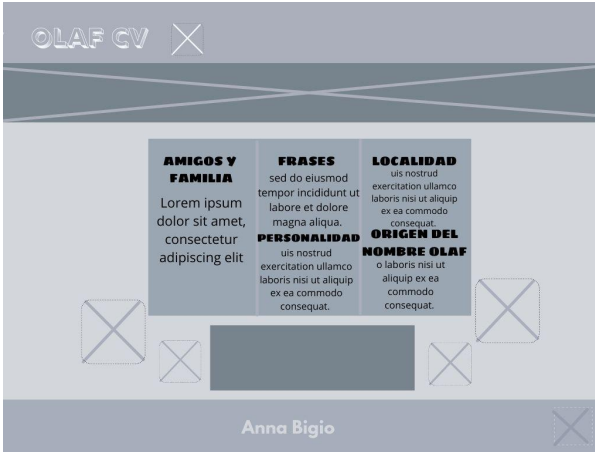 OLAF CV
AMIGOS Y
FAMILIA
Lorem ipsum
dolor sit amet,
consectetur
adipiscing elit
FRASES
sed do eiusmod
tempor incididunt ut
labore et dolore
magna aliqua.
PERSONALIDAD
uis nostrud
exercitation ullamco
laboris nisi ut aliquip
ex ea commodo
consequat.
LOCALIDAD
uis nostrud
exercitation ullamco
laboris nisi ut aliquip
ex ea commodo
consequat.
ORIGEN DEL
NOMBRE OLAF
o laboris nisi ut
aliquip ex ea
commodo
consequat.
Anna Bigio